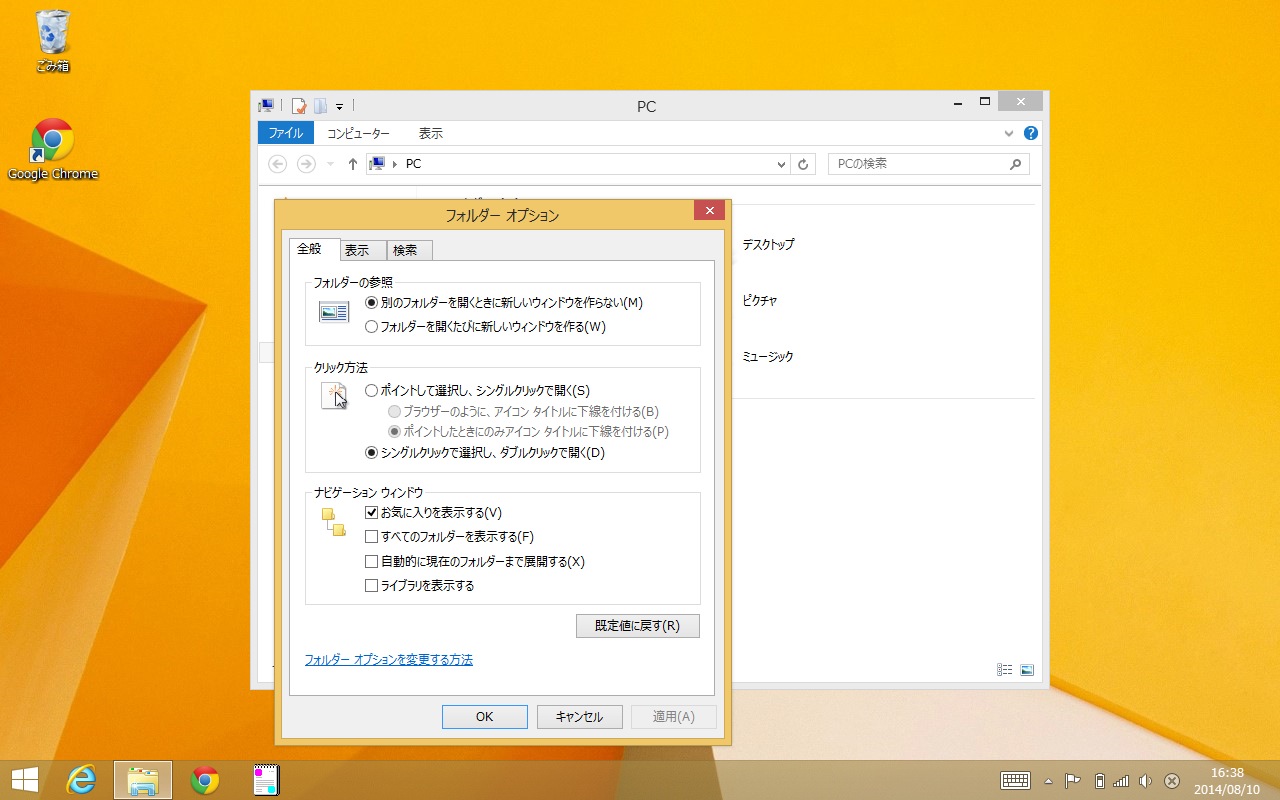 ごみ箱
Google Chrome
PC
ファイル
コンピューター
表示
PC
PCの検索
フォルダー オプション
全般
表示
検索
フォルダーの参照
別のフォルダーを開くときに新しいウィンドウを作らない(M)
フォルダーを開くたびに新しいウィンドウを作る(W)
クリック方法
ポイントして選択し、シングルクリックで開く(S)
ブラウザーのように、アイコン タイトルに下線を付ける(B)
ポイントしたときにのみアイコン タイトルに下線を付ける(P)
シングルクリックで選択し、ダブルクリックで開く(D)
ナビゲーション ウィンドウ
お気に入りを表示する(V)
すべてのフォルダーを表示する(F)
自動的に現在のフォルダーまで展開する(X)
ライブラリを表示する
既定値に戻す(R)
フォルダー オプションを変更する方法
OK
キャンセル
適用(A)
デスクトップ
ピクチャ
ミュージック
16:38
2014/08/10